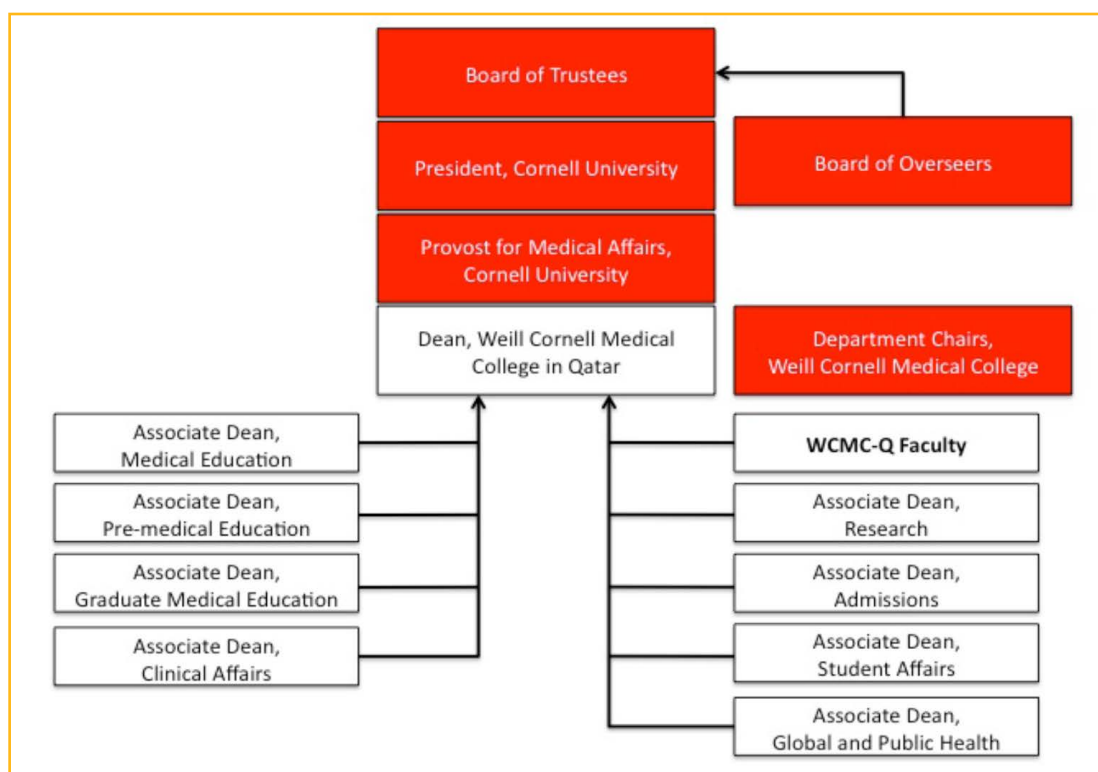 Board of Trustees
Board of Overseers
President, Cornell University
Provost for Medical Affairs,
Cornell University
Dean, Weill Cornell Medical
College in Qatar
Department Chairs,
Weill Cornell Medical College
Associate Dean,
Medical Education
Associate Dean,
Pre-medical Education
Associate Dean,
Graduate Medical Education
Associate Dean,
Clinical Affairs
WCMC-Q Faculty
Associate Dean,
Research
Associate Dean,
Admissions
Associate Dean,
Student Affairs
Associate Dean,
Global and Public Health